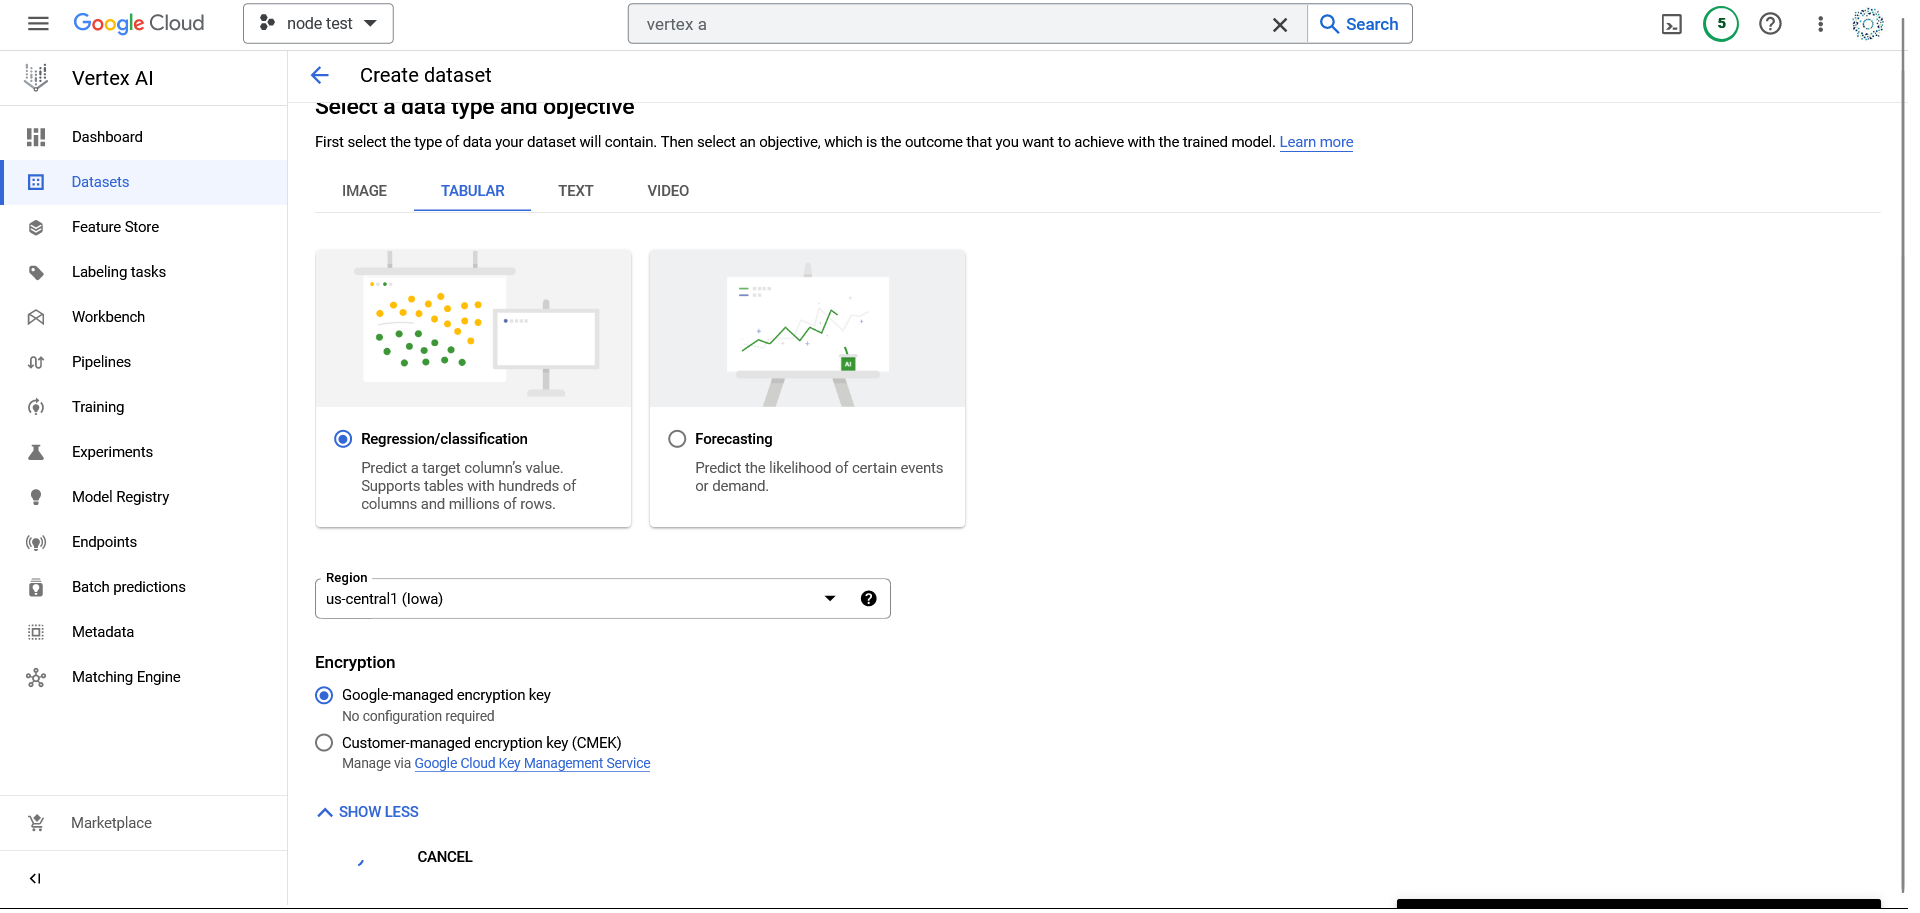 Google Cloud
node test
vertex a
Search
5
Vertex AI
Create dataset
Dashboard
Datasets
Feature Store
Labeling tasks
Workbench
Pipelines
Training
Experiments
Model Registry
Endpoints
Batch predictions
Metadata
Matching Engine
Marketplace
Select a data type and objective
First select the type of data your dataset will contain. Then select an objective, which is the outcome that you want to achieve with the trained model. Learn more
IMAGE
TABULAR
TEXT
VIDEO
AI
Regression/classification
Predict a target column's value.
Supports tables with hundreds of
columns and millions of rows.
Forecasting
Predict the likelihood of certain events
or demand.
Region
us-central1 (Iowa)
Encryption
Google-managed encryption key
No configuration required
Customer-managed encryption key (CMEK)
Manage via Google Cloud Key Management Service
SHOW LESS
CANCEL